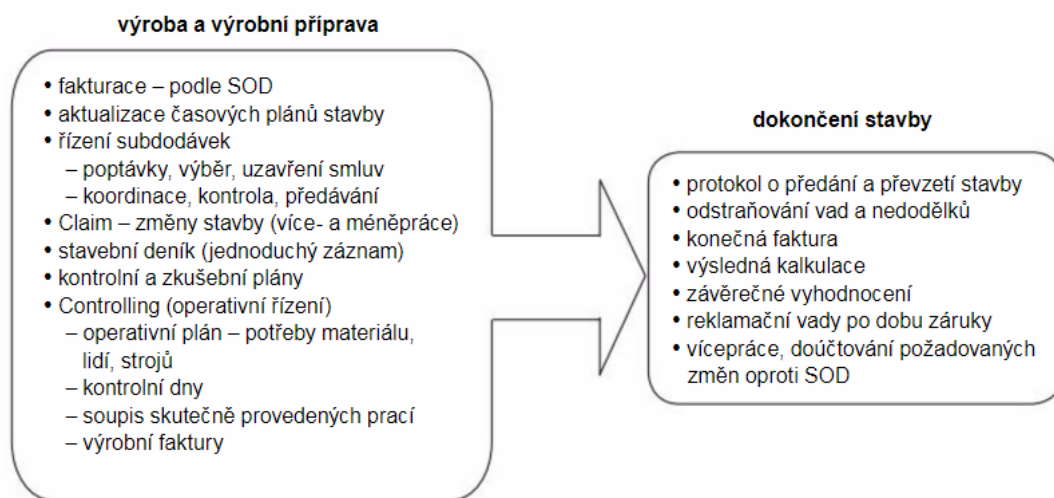 výroba a výrobní příprava
• fakturace – podle SOD
• aktualizace časových plánů stavby
• řízení subdodávek
– poptávky, výběr, uzavření smluv
– koordinace, kontrola, předávání
• Claim – změny stavby (více- a méněpráce)
• stavební deník (jednoduchý záznam)
• kontrolní a zkušební plány
• Controlling (operativní řízení)
– operativní plán – potřeby materiálu,
lidí, strojů
– kontrolní dny
– soupis skutečně provedených prací
– výrobní faktury
dokončení stavby
• protokol o předání a převzetí stavby
• odstraňování vad a nedodělků
• konečná faktura
• výsledná kalkulace
• závěrečné vyhodnocení
• reklamační vady po dobu záruky
• vícepráce, doúčtování požadovaných
změn oproti SOD